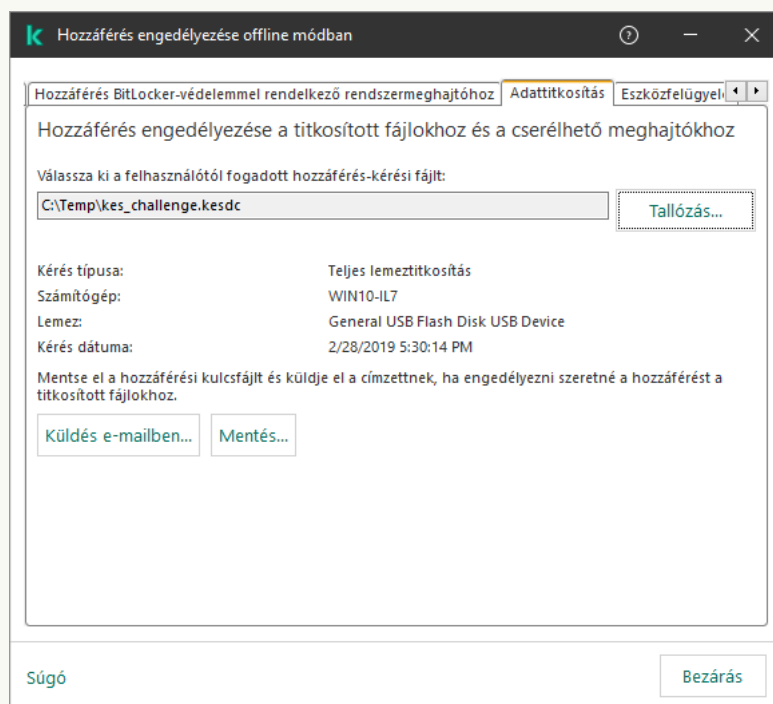 Hozzáférés engedélyezése offline módban
Hozzáférés BitLocker-védelemmel rendelkező rendszermeghajtóhoz Adattitkosítás Eszközfelügyel
Hozzáférés engedélyezése a titkosított fájlokhoz és a cserélhető meghajtókhoz
Válassza ki a felhasználótól fogadott hozzáférés-kérési fájlt:
C:\Temp\kes_challenge.kesdc
Tallózás...
Kérés típusa: Teljes lemeztitkosítás
Számítógép: WIN10-IL7
Lemez: General USB Flash Disk USB Device
Kérés dátuma: 2/28/2019 5:30:14 PM
Mentse el a hozzáférési kulcsfájlt és küldje el a címzettnek, ha engedélyezni szeretné a hozzáférést a
titkosított fájlokhoz.
Küldés e-mailben... Mentés...
Súgó Bezárás